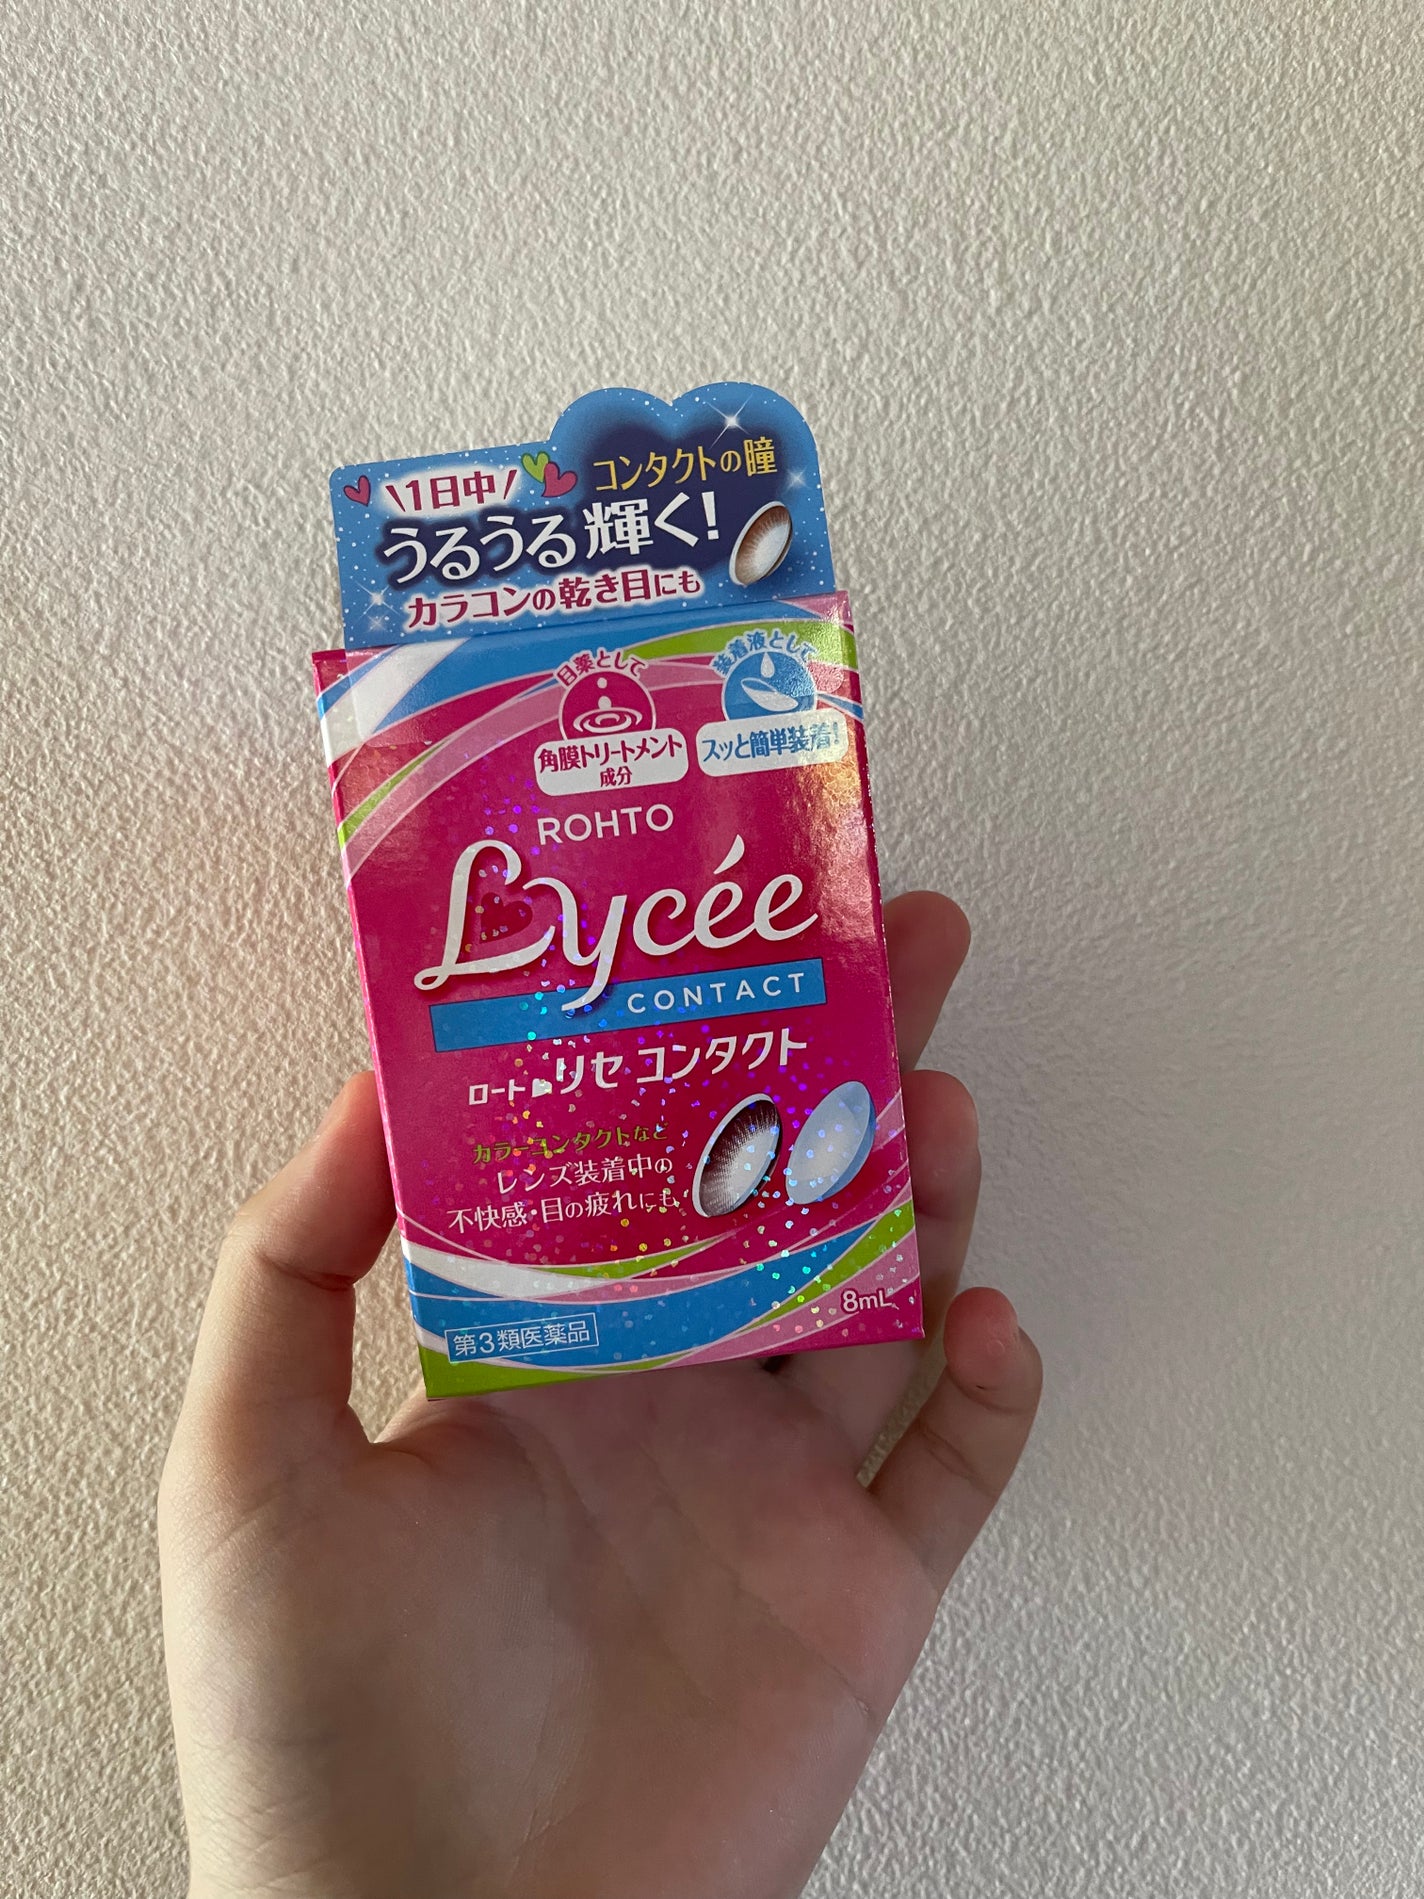 \1日中/
コンタクトの瞳
うるうる輝く!
カラコンの乾き目にも
目薬として
角膜トリートメント
成分
装着液として
スッと簡単装着!
ROHTO
Lycée
CONTACT
ロート リセ コンタクト
カラーコンタクトなど
レンズ装着中の
不快感・目の疲れにも
8mL
第3類医薬品